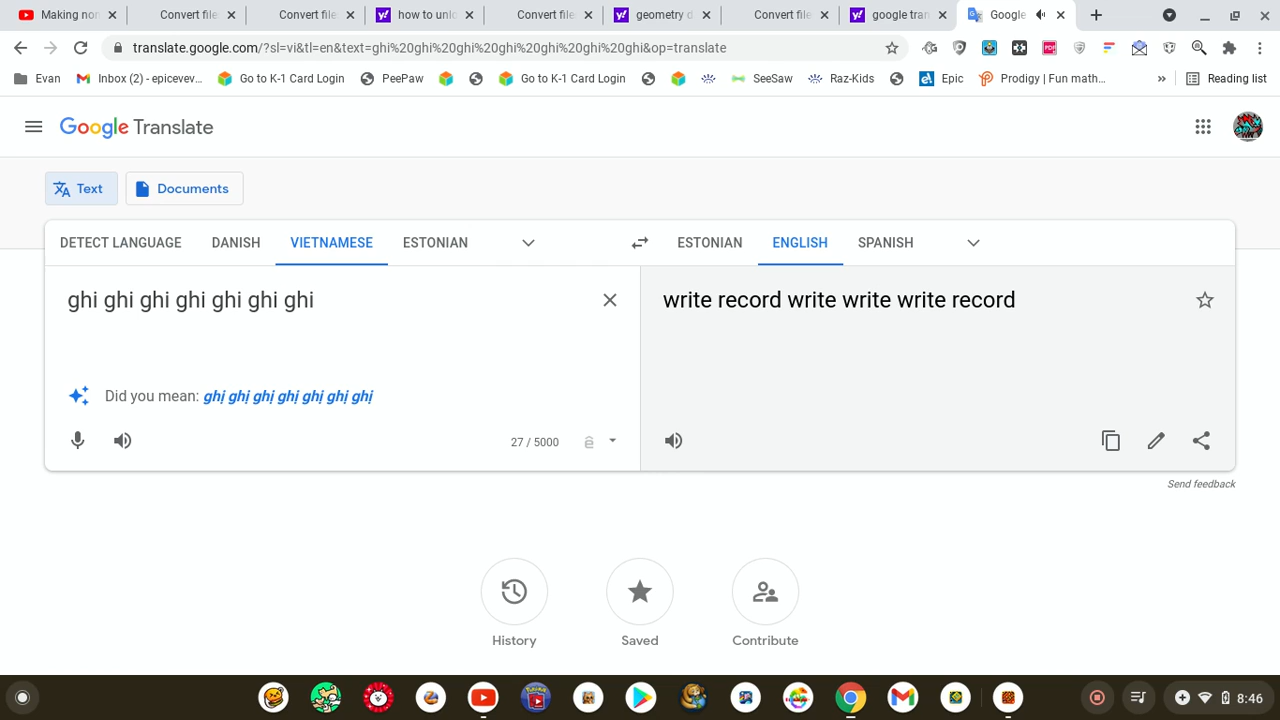 Making nor
Convert file
Convert file
how to unlo
Convert file
geometry d
Convert file
google tran
Google
translate.google.com/?sl=vi&tl=en&text=ghi%20ghi%20ghi%20ghi%20ghi%20ghi%20ghi&op=translate
Evan
Inbox (2) - epicevev...
Go to K-1 Card Login
PeePaw
Go to K-1 Card Login
SeeSaw
Raz-Kids
Epic
Prodigy | Fun math...
»
Reading list
Google Translate
Text
Documents
DETECT LANGUAGE
DANISH
VIETNAMESE
ESTONIAN
ESTONIAN
ENGLISH
SPANISH
ghi ghi ghi ghi ghi ghi ghi
write record write write write record
Did you mean: ghị ghị ghị ghị ghị ghị ghị
27 / 5000
Send feedback
History
Saved
Contribute
8:46